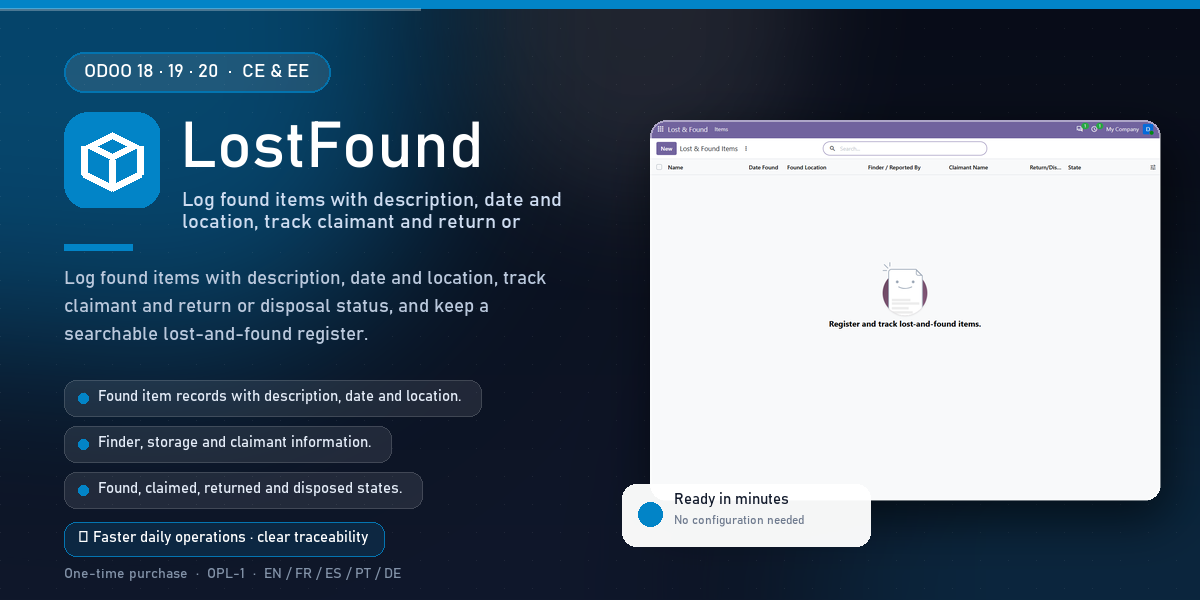 ODOO 18 · 19 · 20 · CE & EE
LostFound
Log found items with description, date and
location, track claimant and return or
Log found items with description, date and location, track
claimant and return or disposal status, and keep a
searchable lost-and-found register.
Found item records with description, date and location.
Finder, storage and claimant information.
Found, claimed, returned and disposed states.
Faster daily operations · clear traceability
One-time purchase · OPL-1 · EN / FR / ES / PT / DE
Lost & Found Items
My Company D
New Lost & Found Items
Search...
Name Date Found Found Location Finder / Reported By Claimant Name Return/Dis... State
Register and track lost-and-found items.
Ready in minutes
No configuration needed